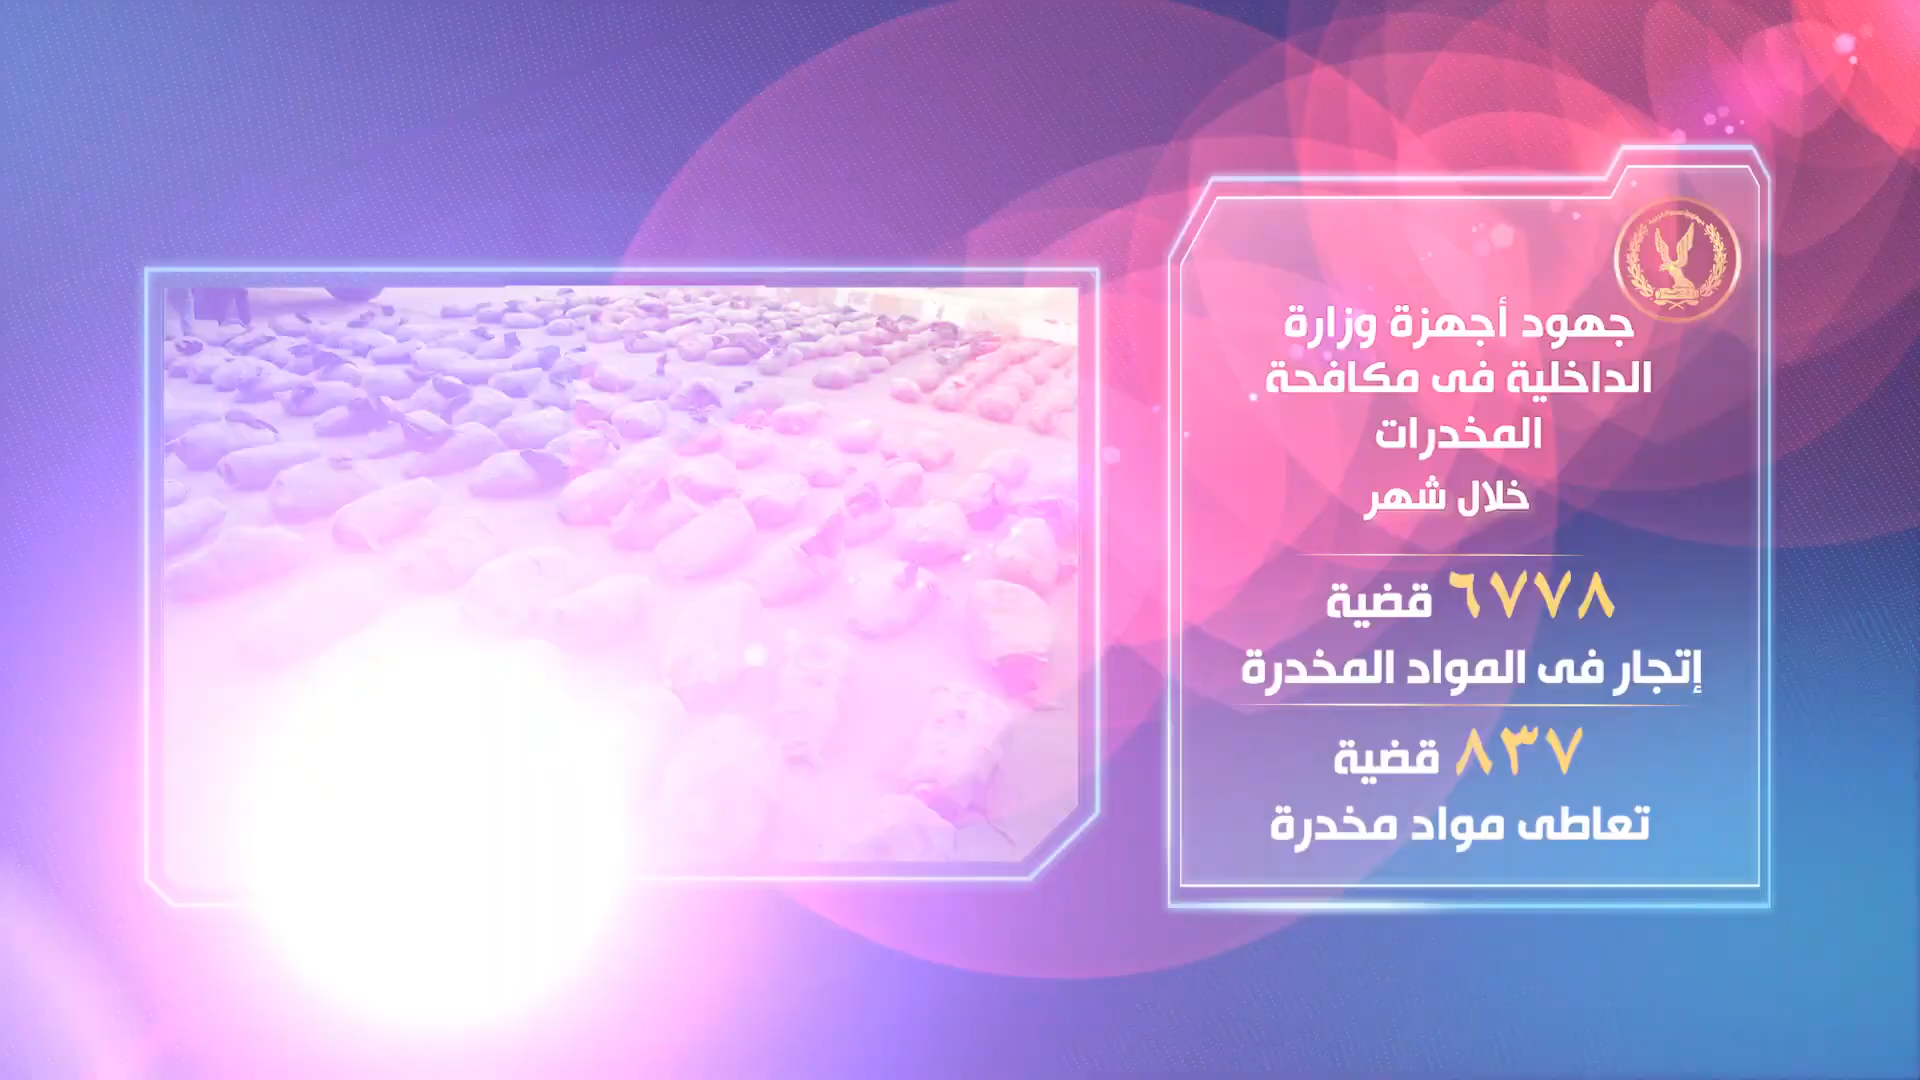 جهود أجهزة وزارة
الداخلية فى مكافحة
المخدرات
خلال شهر
٦٧٧٨ قضية
إتجار فى المواد المخدرة
٨٣٧ قضية
تعاطى مواد مخدرة